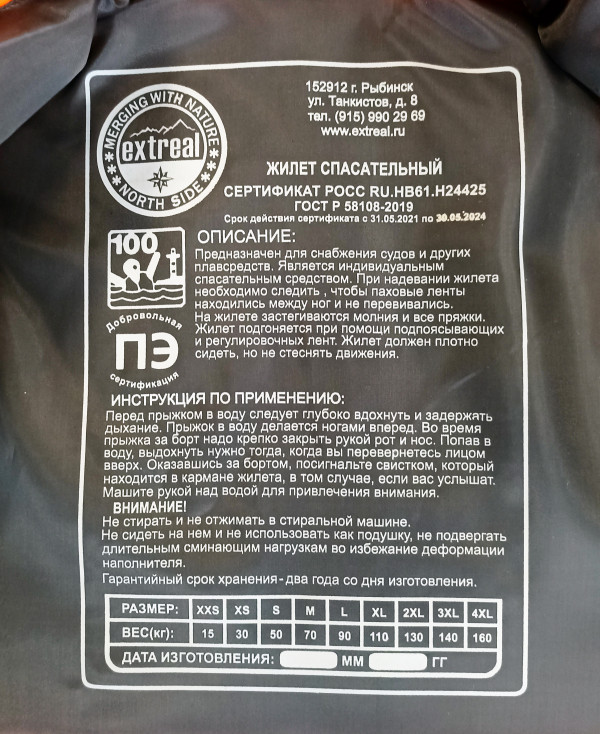 MERGING WITH NATURE
extreal
NORTH SIDE
152912 г. Рыбинск
ул. Танкистов, д. 8
тел. (915) 990 29 69
www.extreal.ru
ЖИЛЕТ СПАСАТЕЛЬНЫЙ
СЕРТИФИКАТ РОСС RU.HB61.H24425
ГОСТ Р 58108-2019
Срок действия сертификата с 31.05.2021 по 30.05.2024
100
Добровольная
ПЭ
сертификация
ОПИСАНИЕ:
Предназначен для снабжения судов и других
плавсредств. Является индивидуальным
спасательным средством. При надевании жилета
необходимо следить , чтобы паховые ленты
находились между ног и не перевивались.
На жилете застегиваются молния и все пряжки.
Жилет подгоняется при помощи подпоясывающих
и регулировочных лент. Жилет должен плотно
сидеть, но не стеснять движения.
ИНСТРУКЦИЯ ПО ПРИМЕНЕНИЮ:
Перед прыжком в воду следует глубоко вдохнуть и задержать
дыхание. Прыжок в воду делается ногами вперед. Во время
прыжка за борт надо крепко закрыть рукой рот и нос. Попав в
воду, выдохнуть нужно тогда, когда вы перевернетесь лицом
вверх. Оказавшись за бортом, посигнальте свистком, который
находится в кармане жилета, в том случае, если вас услышат.
Машите рукой над водой для привлечения внимания.
ВНИМАНИЕ!
Не стирать и не отжимать в стиральной машине.
Не сидеть на нем и не использовать как подушку, не подвергать
длительным сминающим нагрузкам во избежание деформации
наполнителя.
Гарантийный срок хранения - два года со дня изготовления.
РАЗМЕР: XXS XS S M L XL 2XL 3XL 4XL
ВЕС(кг): 15 30 50 70 90 110 130 140 160
ДАТА ИЗГОТОВЛЕНИЯ: ММ ГГ